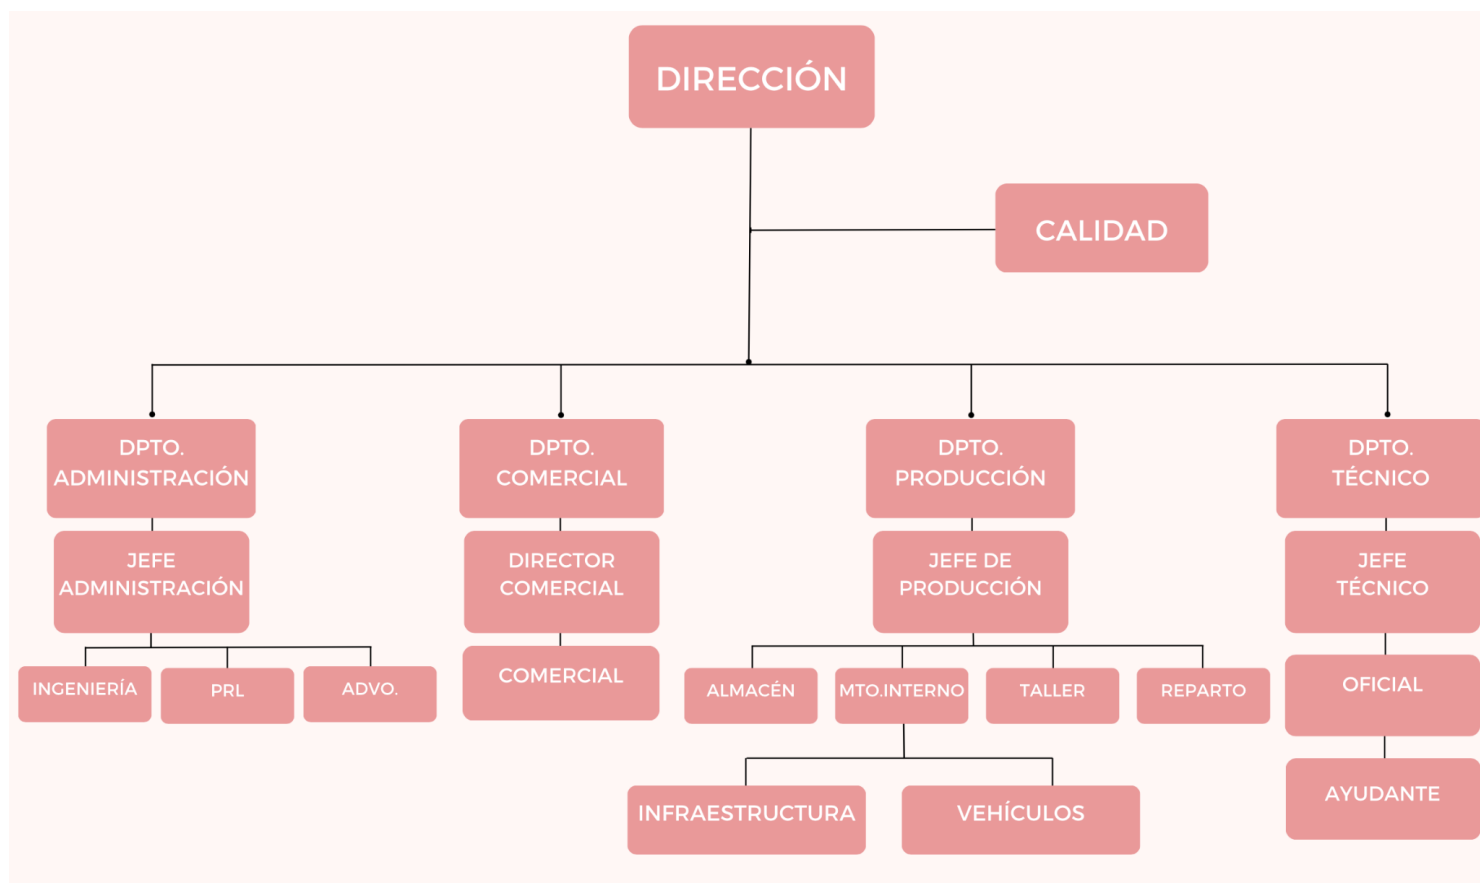 DIRECCIÓN
CALIDAD
DPTO.
ADMINISTRACIÓN
DPTO.
COMERCIAL
DPTO.
PRODUCCIÓN
DPTO.
TÉCNICO
JEFE
ADMINISTRACIÓN
DIRECTOR
COMERCIAL
JEFE DE
PRODUCCIÓN
JEFE
TÉCNICO
INGENIERÍA
PRL
ADVO.
COMERCIAL
ALMACÉN
MTO.INTERNO
TALLER
REPARTO
OFICIAL
INFRAESTRUCTURA
VEHÍCULOS
AYUDANTE